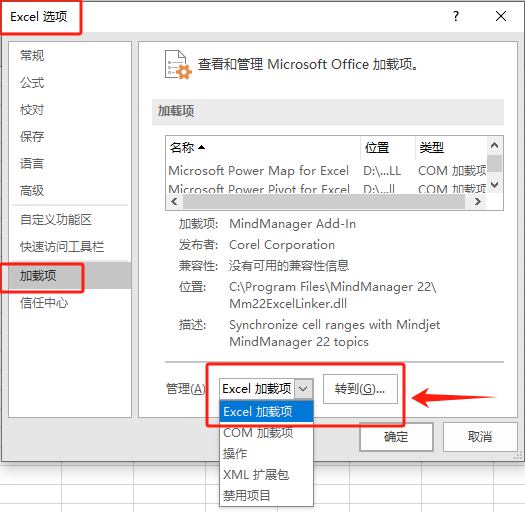 Excel 选项
?
常规
公式
校对
保存
语言
高级
自定义功能区
快速访问工具栏
加载项
信任中心
查看和管理 Microsoft Office 加载项。
加载项
名称 位置 类型
Microsoft Power Map for Excel D:\...LL COM 加载项
Microsoft Power Pivot for Excel D:\...ll COM 加载项
加载项: MindManager Add-In
发布者: Corel Corporation
兼容性: 没有可用的兼容性信息
位置: C:\Program Files\MindManager 22\
Mm22ExcelLinker.dll
描述: Synchronize cell ranges with Mindjet
MindManager 22 topics
管理(A) Excel 加载项 转到(G)...
Excel 加载项
COM 加载项
操作
XML 扩展包
禁用项目
确定 取消